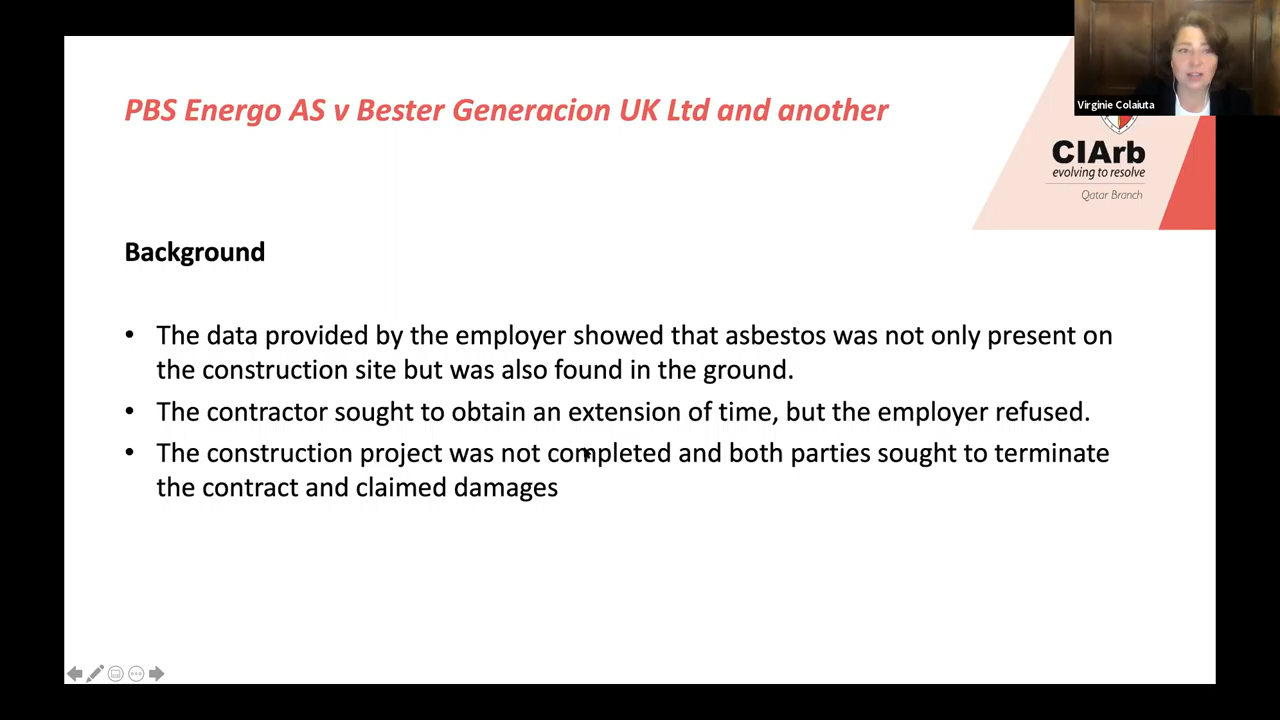 PBS Energo AS v Bester Generacion UK Ltd and another
Virginie Colaiuta
CIArb
evolving to resolve
Qatar Branch
Background
• The data provided by the employer showed that asbestos was not only present on
the construction site but was also found in the ground.
• The contractor sought to obtain an extension of time, but the employer refused.
• The construction project was not completed and both parties sought to terminate
the contract and claimed damages